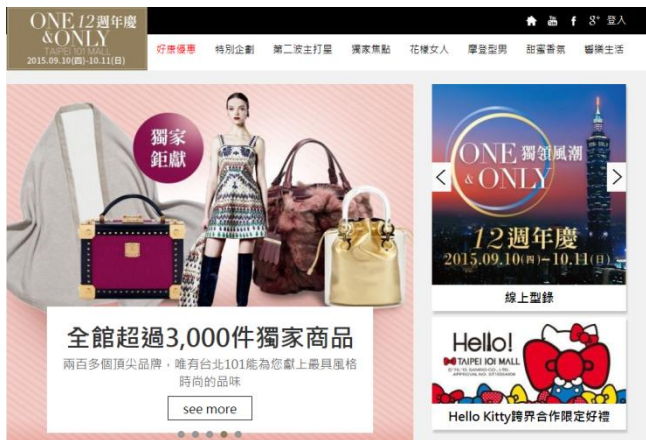 ONE 12週年慶
&ONLY
TAIPEI 101 MALL
2015.09.10(四)-10.11(日)
登入
好康優惠 特別企劃 第二波主打星 獨家焦點 花樣女人 摩登型男 甜蜜香氛 饗樂生活
獨家
鉅獻
全館超過3,000件獨家商品
兩百多個頂尖品牌，唯有台北101能為您獻上最具風格
時尚的品味
see more
ONE 獨領風潮
& ONLY
12週年慶
2015.09.10(四)-10.11(日)
線上型錄
Hello!
TAIPEI 101 MALL
Hello Kitty跨界合作限定好禮